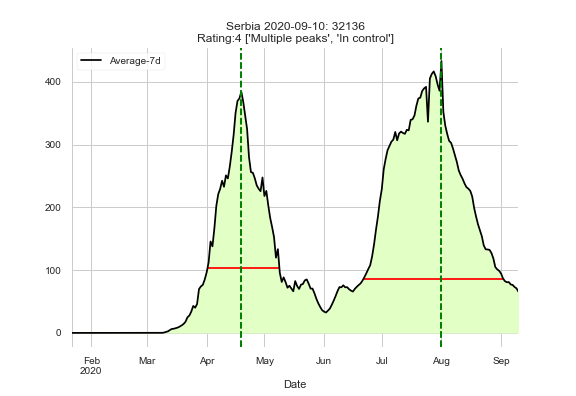 Serbia 2020-09-10: 32136
Rating:4 ['Multiple peaks', 'In control']
Average-7d
400
300
200
100
0
Feb Mar Apr May Jun Jul Aug Sep
2020
Date